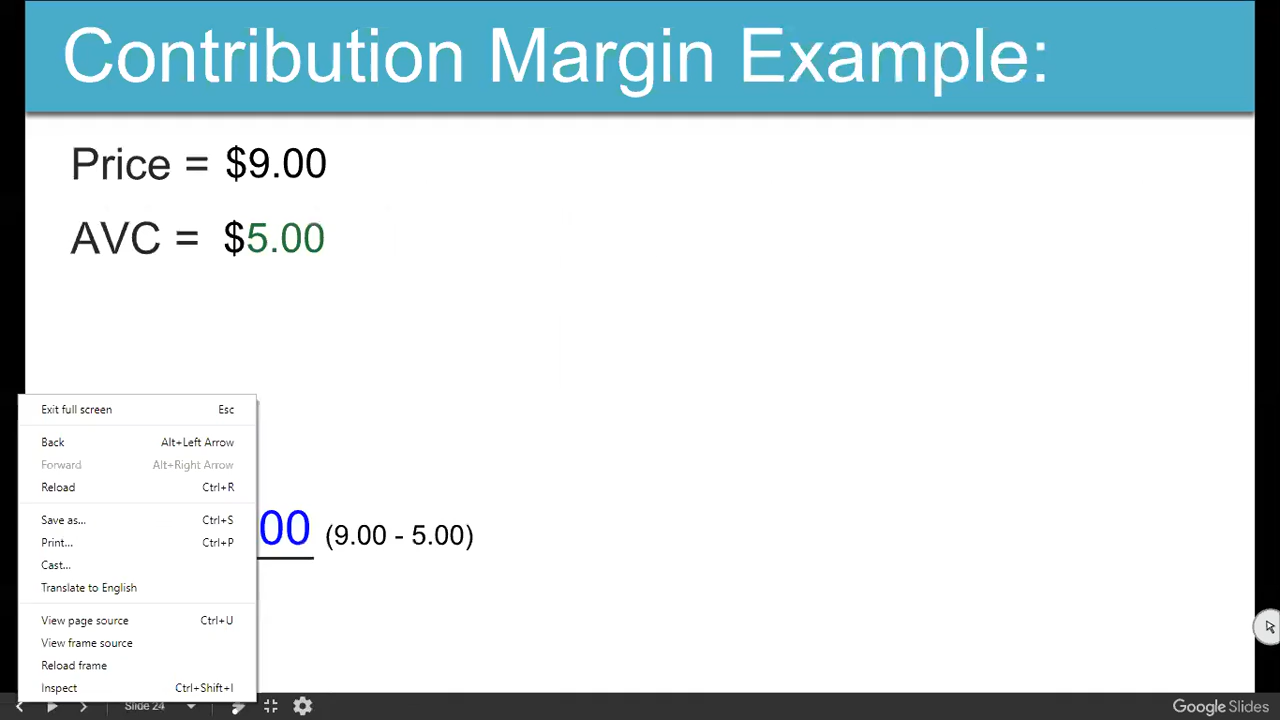 Contribution Margin Example:
Price = $9.00
AVC = $5.00
Exit full screen Esc
Back Alt+Left Arrow
Forward Alt+Right Arrow
Reload Ctrl+R
Save as... Ctrl+S
00 (9.00 - 5.00)
Print... Ctrl+P
Cast...
Translate to English
View page source Ctrl+U
View frame source
Reload frame
Inspect Ctrl+Shift+I
Slide 24
Google Slides